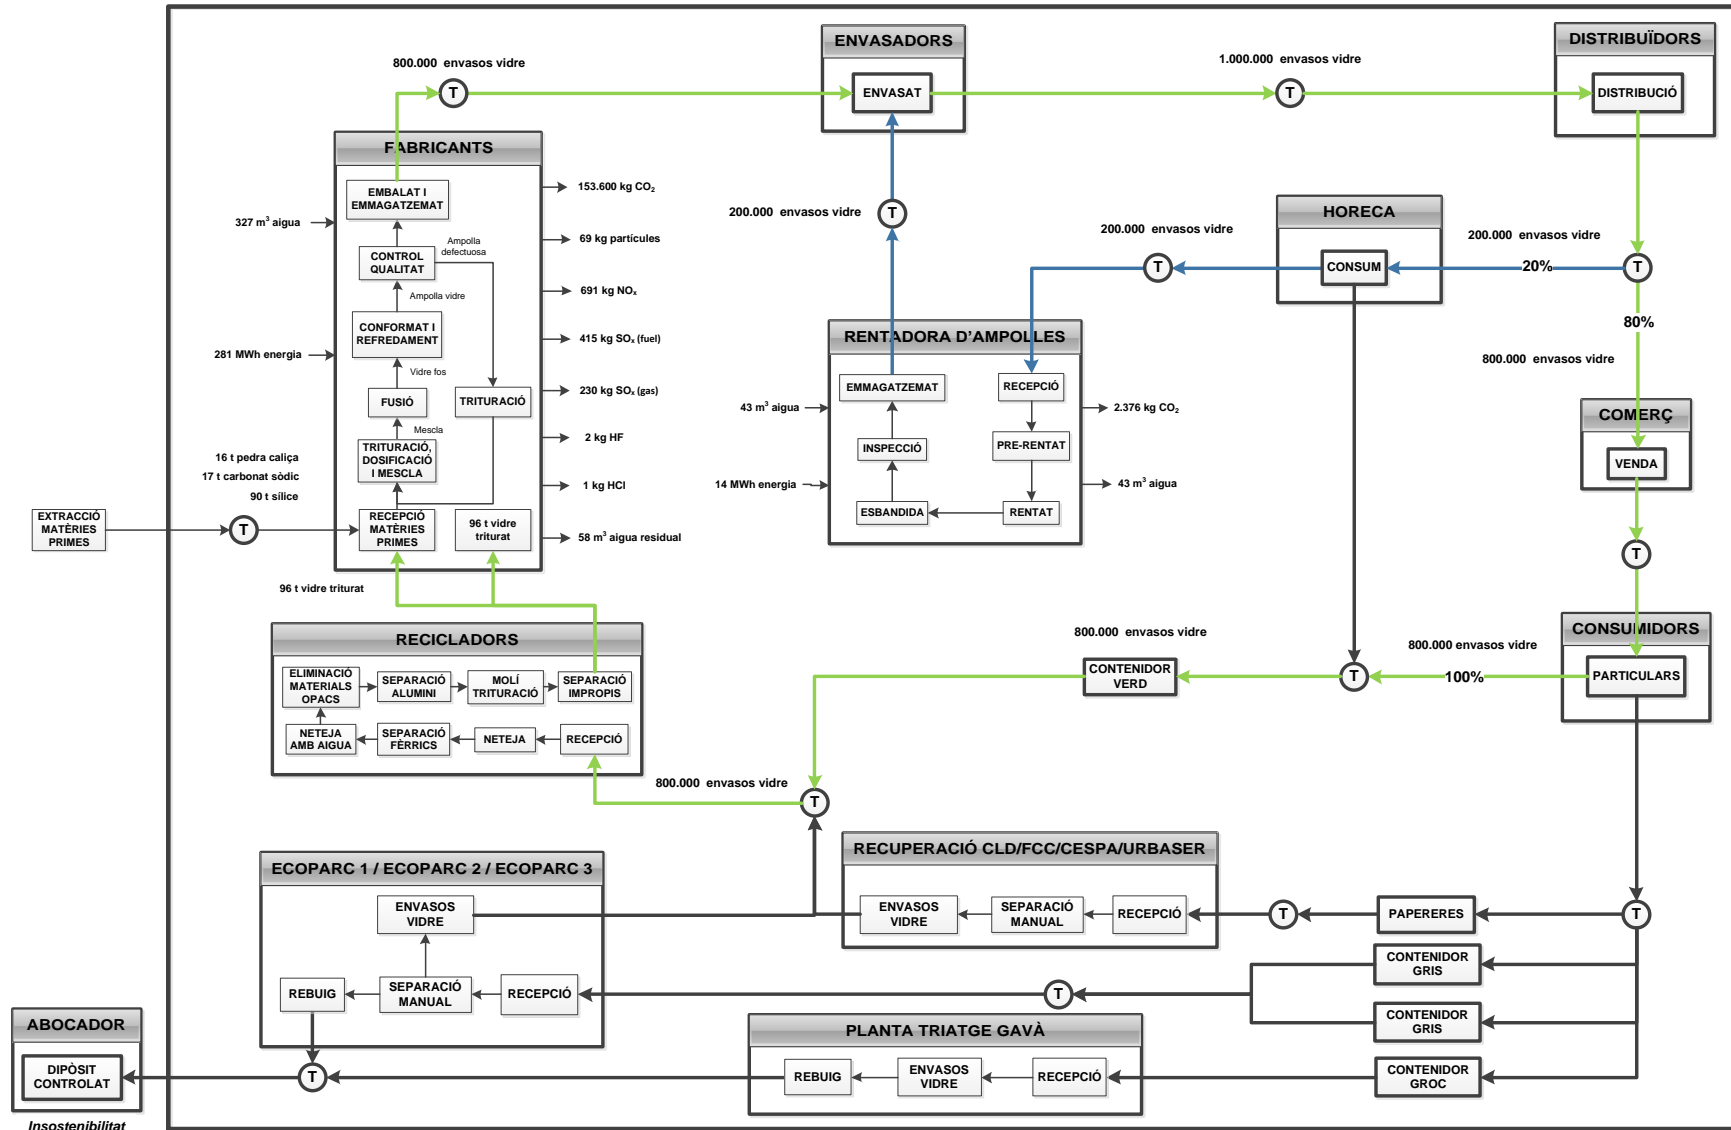 ENVASADORS
DISTRIBUÏDORS
800.000 envasos vidre
T
ENVASAT
1.000.000 envasos vidre
T
DISTRIBUCIÓ
FABRICANTS
EMBALAT I
EMMAGATZEMAT
153.600 kg CO₂
327 m³ aigua
200.000 envasos vidre
T
HORECA
Ampolla
defectuosa
69 kg partícules
CONTROL
QUALITAT
200.000 envasos vidre
T
CONSUM
200.000 envasos vidre
20%
T
Ampolla vidre
691 kg NOₓ
CONFORMAT I
REFREDAMENT
415 kg SOₓ (fuel)
281 MWh energia
RENTADORA D’AMPOLLES
80%
800.000 envasos vidre
Vidre fos
FUSIÓ
TRITURACIÓ
230 kg SOₓ (gas)
EMMAGATZEMAT
RECEPCIÓ
43 m³ aigua
2.376 kg CO₂
COMERÇ
Mescla
2 kg HF
TRITURACIÓ,
DOSIFICACIÓ
I MESCLA
INSPECCIÓ
PRE-RENTAT
VENDA
16 t pedra caliça
17 t carbonat sòdic
90 t sílice
1 kg HCl
14 MWh energia
43 m³ aigua
ESBANDIDA
RENTAT
EXTRACCIÓ
MATÈRIES
PRIMES
T
RECEPCIÓ
MATÈRIES
PRIMES
96 t vidre
triturat
58 m³ aigua residual
T
96 t vidre triturat
RECICLADORS
CONSUMIDORS
800.000 envasos vidre
800.000 envasos vidre
ELIMINACIÓ
MATERIALS
OPACS
SEPARACIÓ
ALUMINI
MOLÍ
TRITURACIÓ
SEPARACIÓ
IMPROPIS
CONTENIDOR
VERD
T
100%
PARTICULARS
NETEJA
AMB AIGUA
SEPARACIÓ
FÈRRICS
NETEJA
RECEPCIÓ
800.000 envasos vidre
T
RECUPERACIÓ CLD/FCC/CESPA/URBASER
ECOPARC 1 / ECOPARC 2 / ECOPARC 3
ENVASOS
VIDRE
ENVASOS
VIDRE
SEPARACIÓ
MANUAL
RECEPCIÓ
T
PAPERERES
T
CONTENIDOR
GRIS
REBUIG
SEPARACIÓ
MANUAL
RECEPCIÓ
T
CONTENIDOR
GRIS
ABOCADOR
PLANTA TRIATGE GAVÀ
DIPÒSIT
CONTROLAT
T
REBUIG
ENVASOS
VIDRE
RECEPCIÓ
CONTENIDOR
GROC
Insostenibilitat